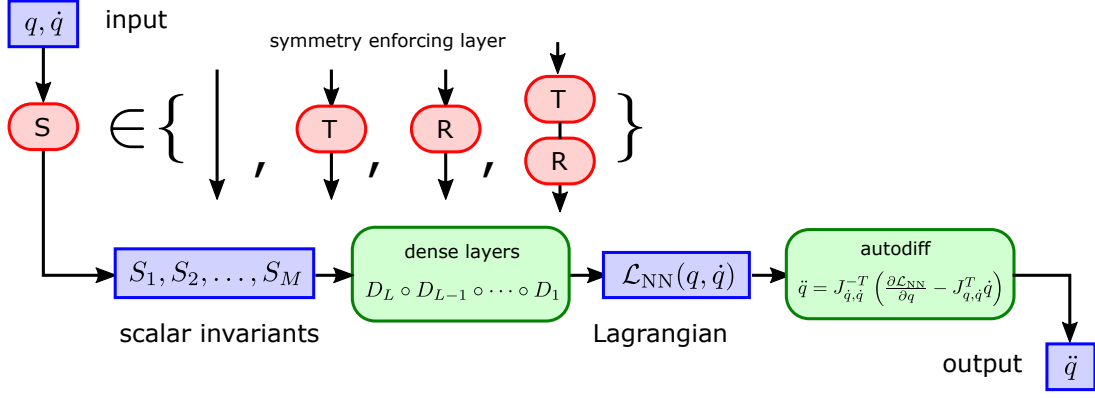 q, q̇ input
symmetry enforcing layer
S ∈ { , T , R , T R }
dense layers
S₁, S₂, …, S_M
D_L ∘ D_{L−1} ∘ ⋯ ∘ D₁
scalar invariants
ℒ_NN(q, q̇)
Lagrangian
autodiff
q̈ = J_{q̇,q̇}^{−T} (∂ℒ_NN/∂q − J_{q,q̇}^T q̇)
output q̈